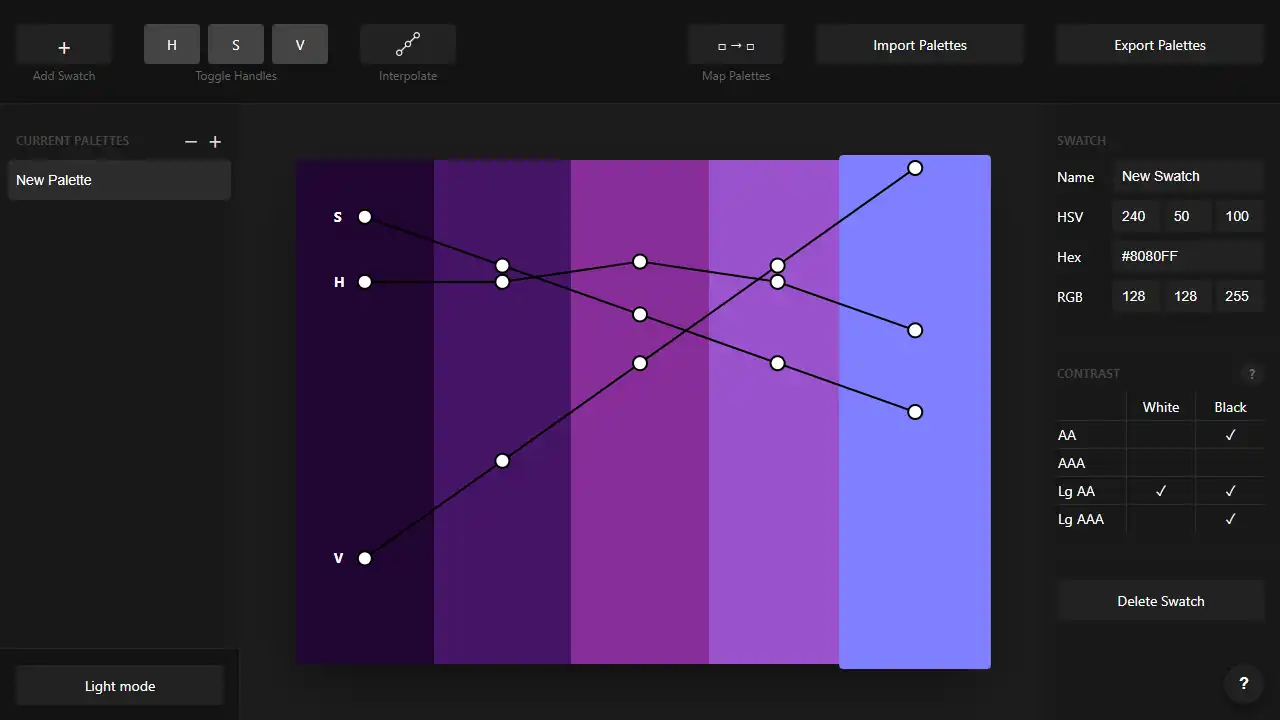 +
H S V
□→□
Import Palettes
Export Palettes
Add Swatch
Toggle Handles
Interpolate
Map Palettes
CURRENT PALETTES − +
New Palette
S
H
V
Light mode
SWATCH
Name New Swatch
HSV 240 50 100
Hex #8080FF
RGB 128 128 255
CONTRAST ?
White Black
AA ✓
AAA
Lg AA ✓ ✓
Lg AAA ✓
Delete Swatch
?